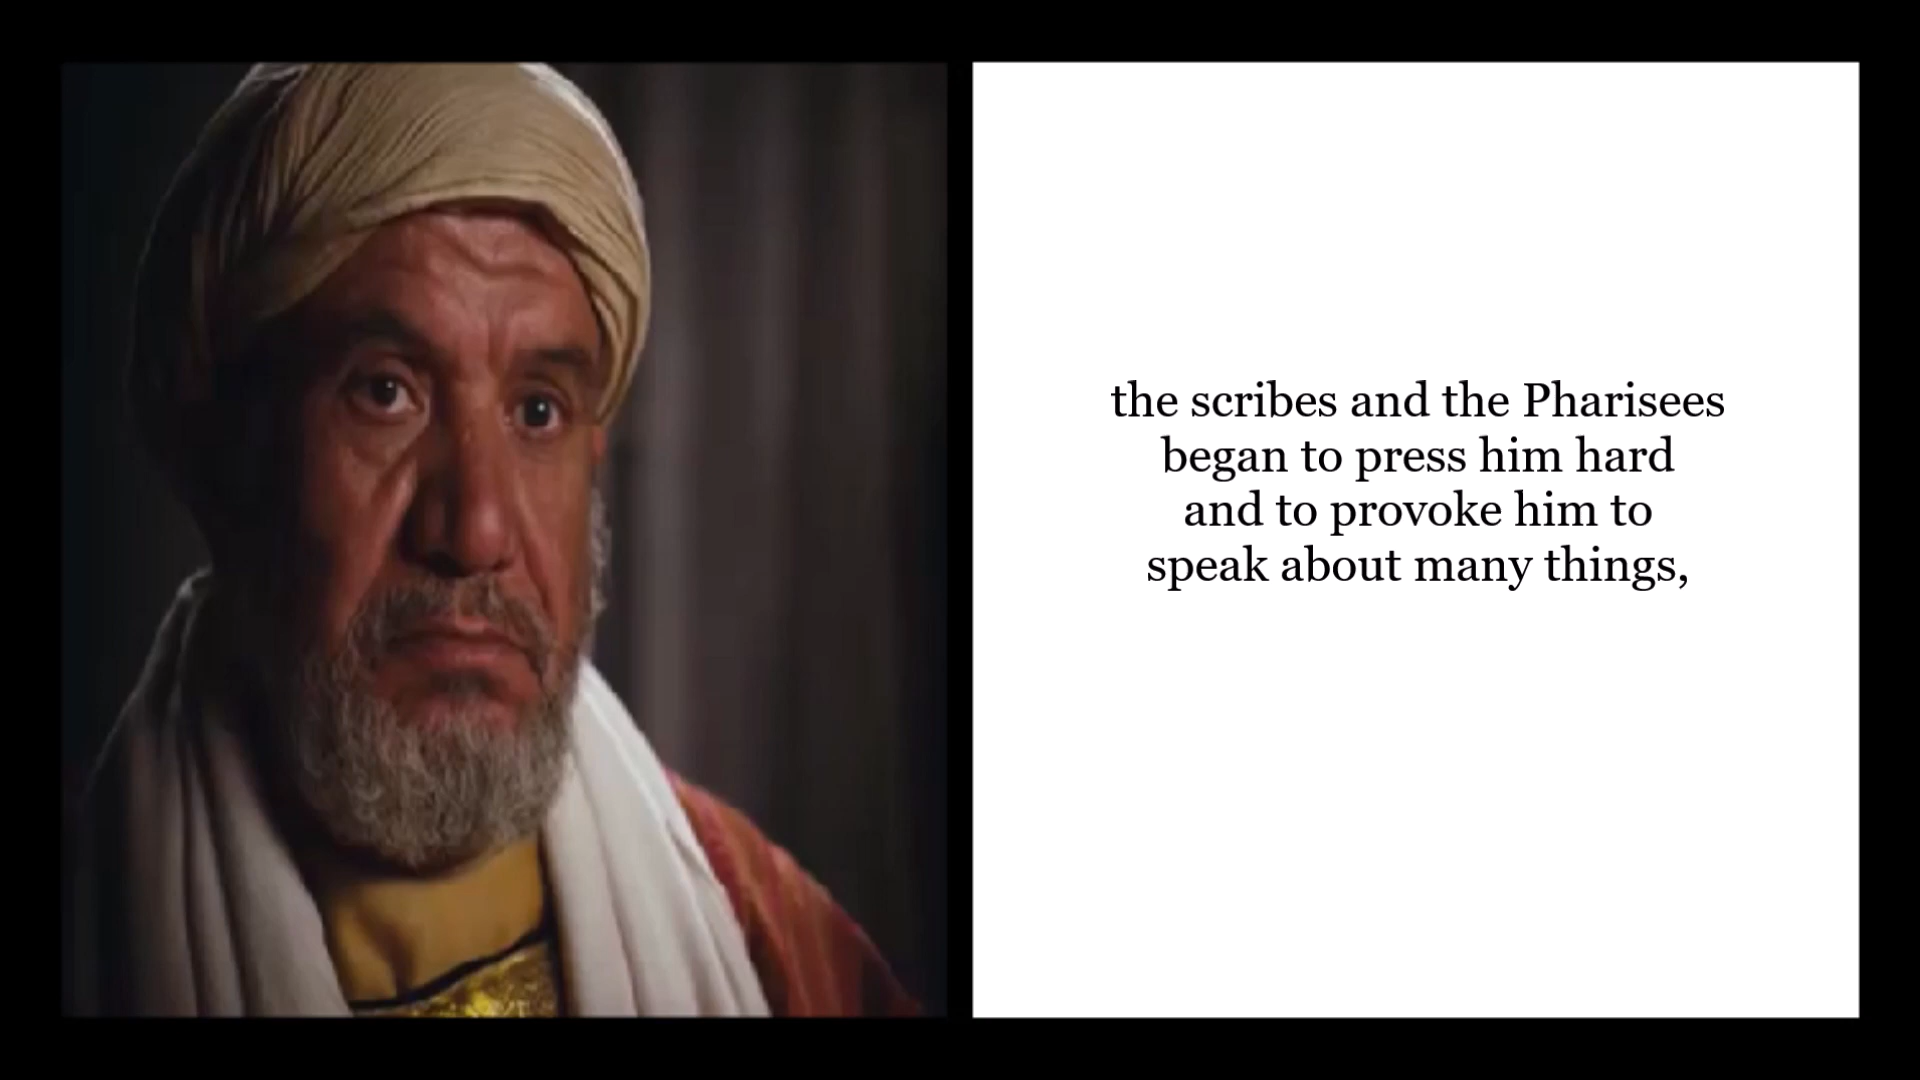 the scribes and the Pharisees
began to press him hard
and to provoke him to
speak about many things,